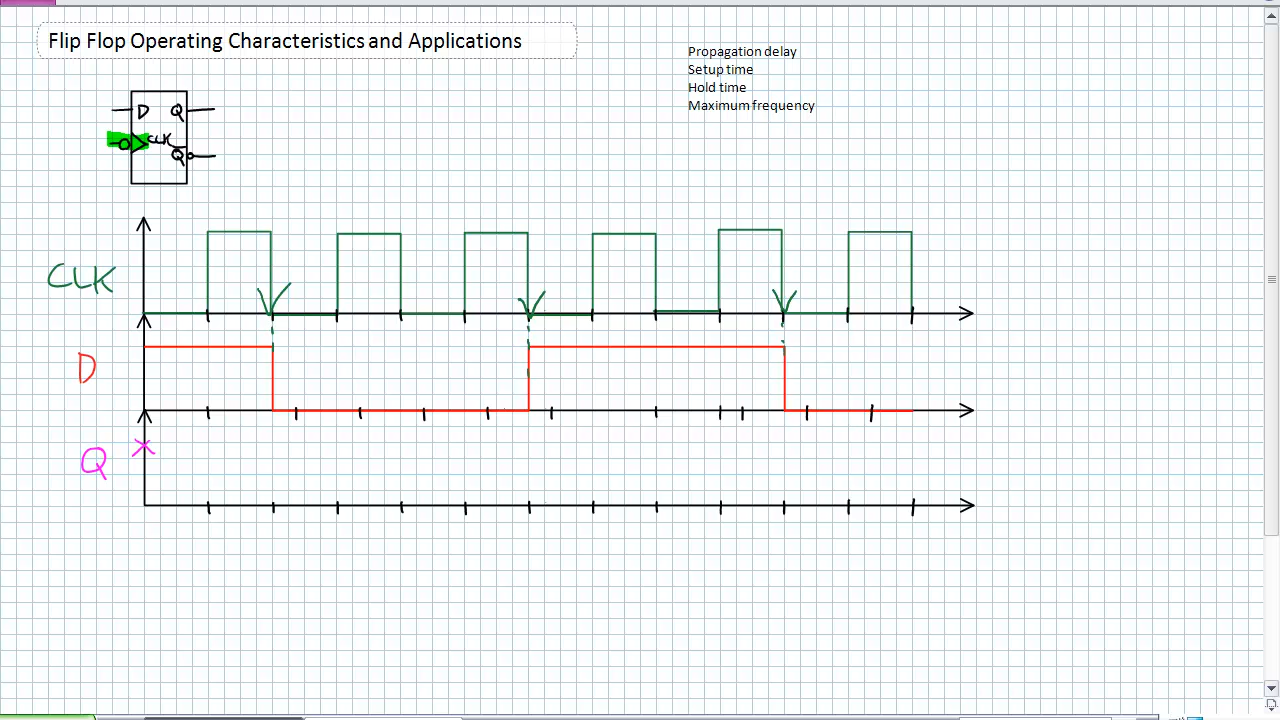 Flip Flop Operating Characteristics and Applications
Propagation delay
Setup time
Hold time
Maximum frequency
D Q
CLK
Q̅
CLK
D
Q